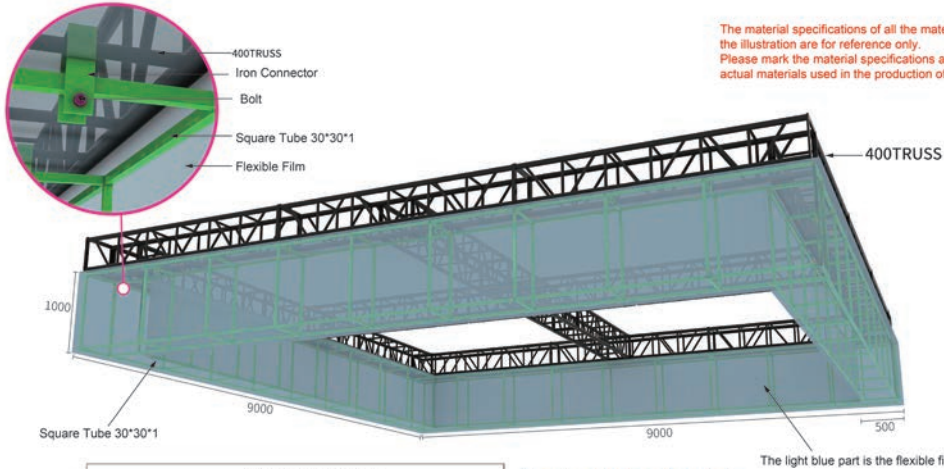 The material specifications of all the mate
the illustration are for reference only.
Please mark the material specifications a
actual materials used in the production of
400TRUSS
Iron Connector
Bolt
Square Tube 30*30*1
Flexible Film
400TRUSS
1000
9000
9000
500
Square Tube 30*30*1
The light blue part is the flexible fi